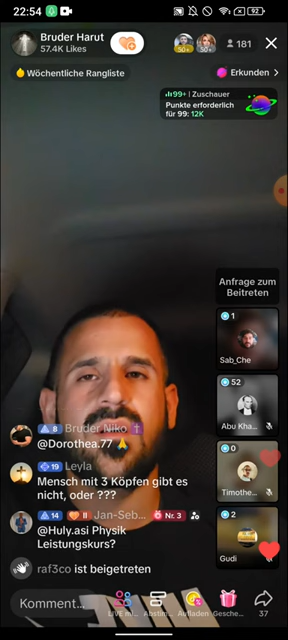 22:54
92
Bruder Harut
57.4K Likes
50+
50+
181
Wöchentliche Rangliste
Erkunden
99+ | Zuschauer
Punkte erforderlich
für 99: 12K
Anfrage zum
Beitreten
1
Sab_Che
52
Abu Kha...
0
Timothe...
2
Gudi
8 Bruder Niko
@Dorothea.77 🙏
19 Leyla
Mensch mit 3 Köpfen gibt es
nicht, oder ???
14 II Jan-Seb... Nr. 3
@Huly.asi Physik
Leistungskurs?
raf3co ist beigetreten
Komment...
LIVE mi...
Abstim...
Aufladen
Gesche...
37